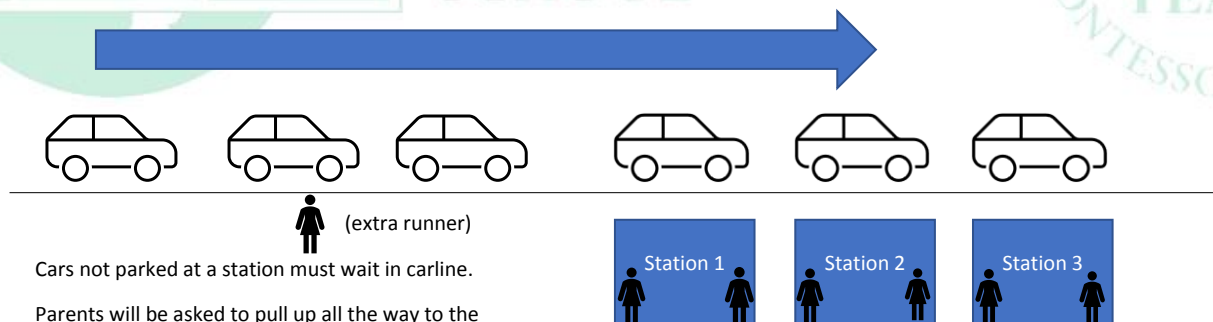 (extra runner)
Station 1
Station 2
Station 3
Cars not parked at a station must wait in carline.
Parents will be asked to pull up all the way to the